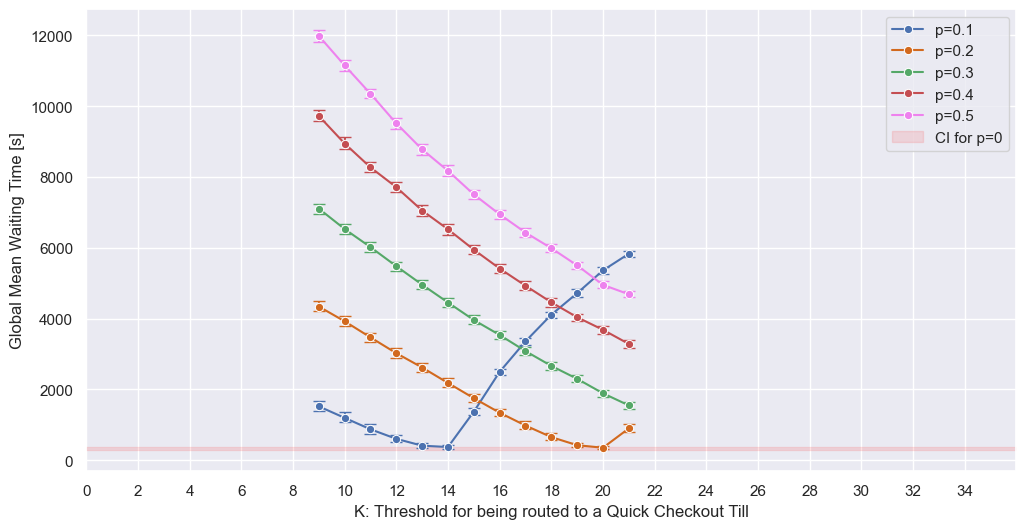 12000
10000
8000
6000
4000
2000
0
Global Mean Waiting Time [s]
p=0.1
p=0.2
p=0.3
p=0.4
p=0.5
CI for p=0
0 2 4 6 8 10 12 14 16 18 20 22 24 26 28 30 32 34
K: Threshold for being routed to a Quick Checkout Till